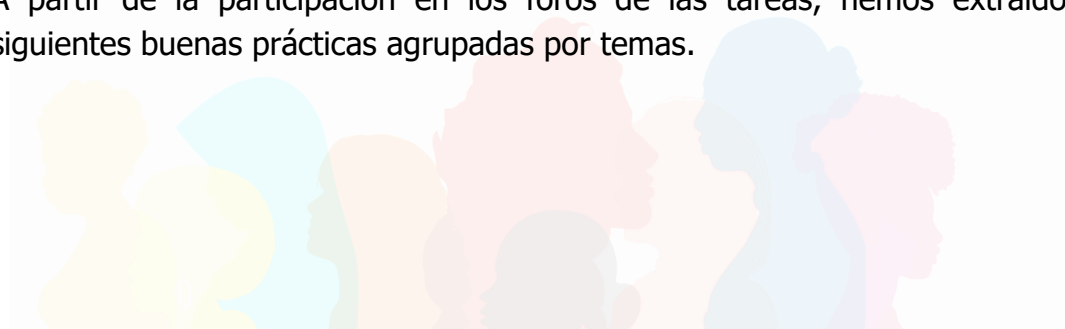 A partir de la participación en los foros de las tareas, hemos extraído
siguientes buenas prácticas agrupadas por temas.